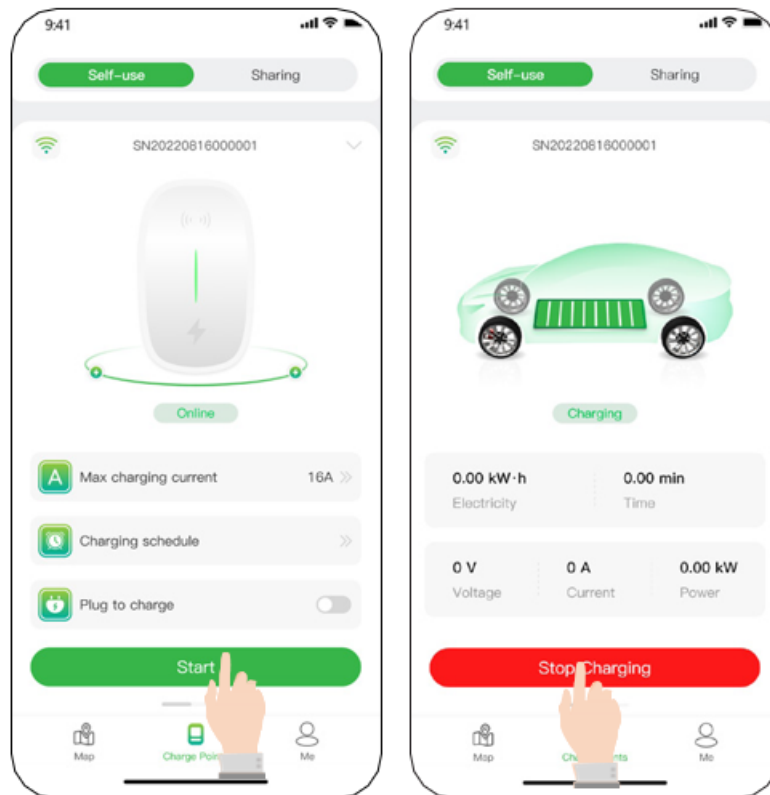 9:41
Self-use Sharing
SN20220816000001
Online
A Max charging current 16A
Charging schedule
Plug to charge
Start
Map Charge Poin Me
9:41
Self-use Sharing
SN20220816000001
Charging
0.00 kW·h 0.00 min
Electricity Time
0 V 0 A 0.00 kW
Voltage Current Power
Stop Charging
Map Ch nts Me